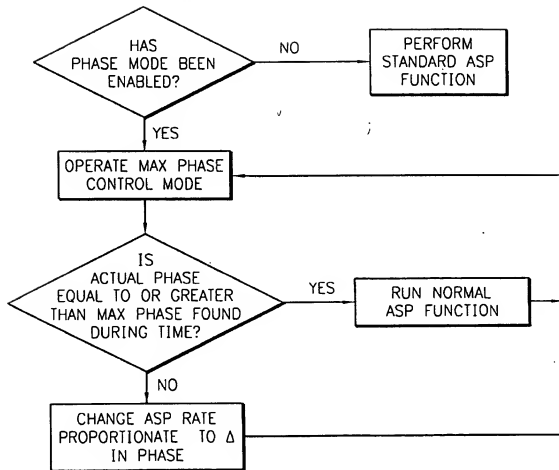 HAS
PHASE MODE BEEN
ENABLED?
NO
PERFORM
STANDARD ASP
FUNCTION
YES
OPERATE MAX PHASE
CONTROL MODE
IS
ACTUAL PHASE
EQUAL TO OR GREATER
THAN MAX PHASE FOUND
DURING TIME?
YES
RUN NORMAL
ASP FUNCTION
NO
CHANGE ASP RATE
PROPORTIONATE TO Δ
IN PHASE